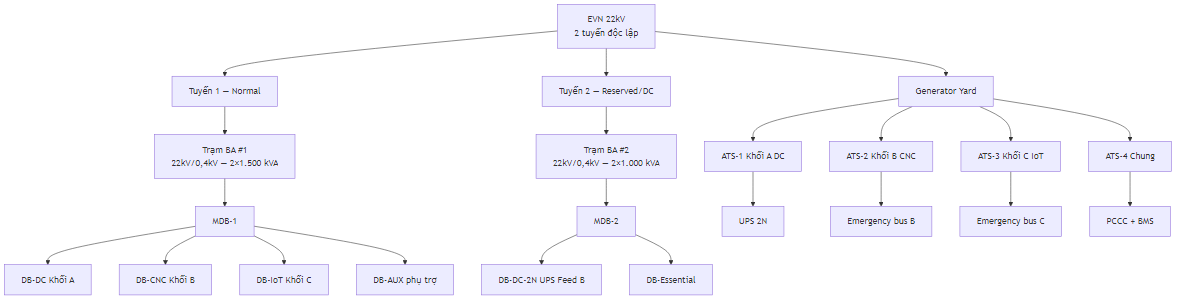 EVN 22kV
2 tuyến độc lập
Tuyến 1 — Normal
Tuyến 2 — Reserved/DC
Generator Yard
Trạm BA #1
22kV/0,4kV — 2×1.500 kVA
Trạm BA #2
22kV/0,4kV — 2×1.000 kVA
ATS-1 Khối A DC
ATS-2 Khối B CNC
ATS-3 Khối C IoT
ATS-4 Chung
MDB-1
MDB-2
UPS 2N
Emergency bus B
Emergency bus C
PCCC + BMS
DB-DC Khối A
DB-CNC Khối B
DB-IoT Khối C
DB-AUX phụ trợ
DB-DC-2N UPS Feed B
DB-Essential